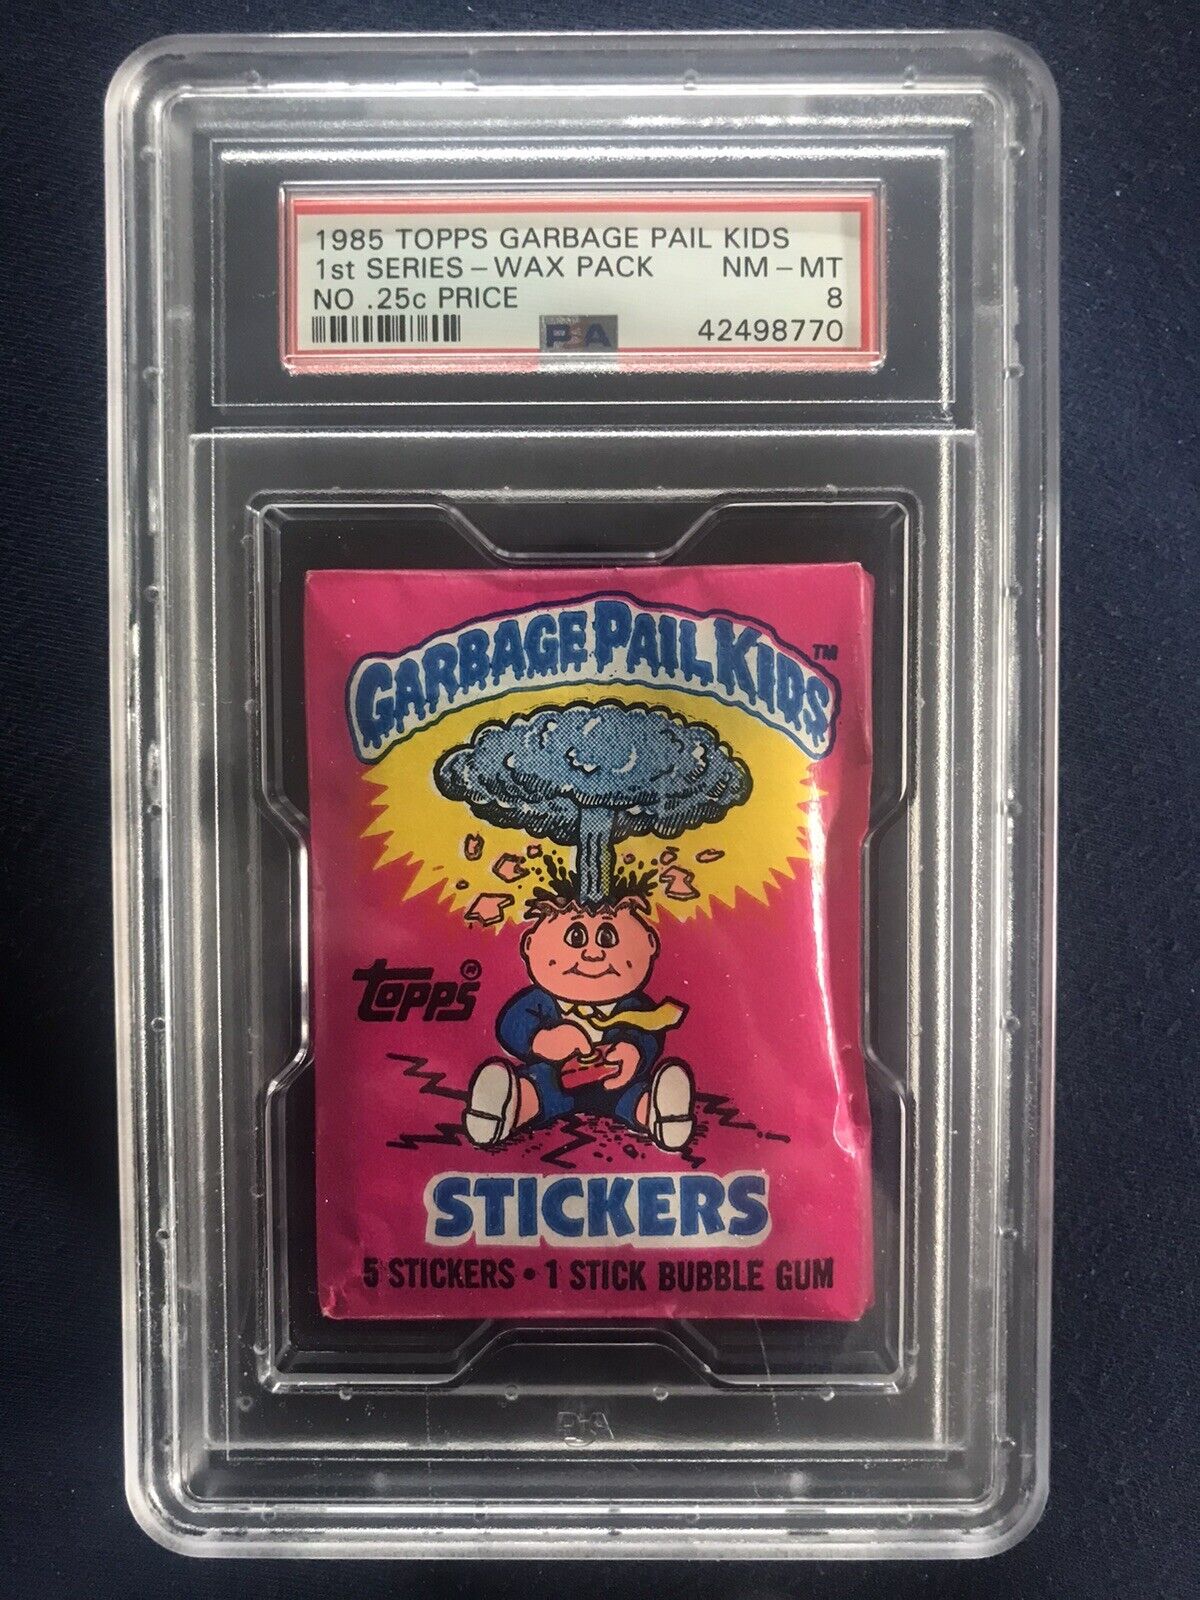 1985 TOPPS GARBAGE PAIL KIDS
1st SERIES – WAX PACK NM – MT
NO .25c PRICE 8
PSA 42498770
GARBAGE PAIL KIDS™
TOPPS®
STICKERS
5 STICKERS • 1 STICK BUBBLE GUM
PSA